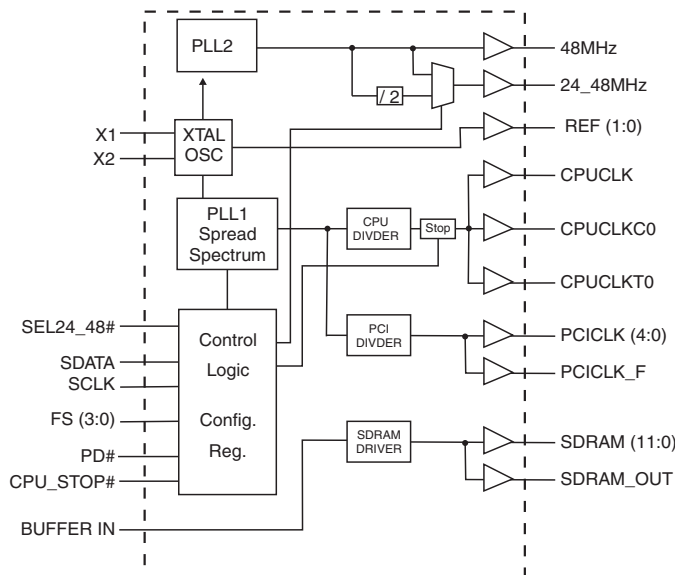 PLL2
48MHz
/ 2
24_48MHz
X1
X2
XTAL
OSC
REF (1:0)
CPUCLK
PLL1
Spread
Spectrum
CPU
DIVDER
Stop
CPUCLKC0
CPUCLKT0
SEL24_48#
SDATA
SCLK
FS (3:0)
PD#
CPU_STOP#
Control
Logic
Config.
Reg.
PCI
DIVDER
PCICLK (4:0)
PCICLK_F
SDRAM
DRIVER
SDRAM (11:0)
SDRAM_OUT
BUFFER IN